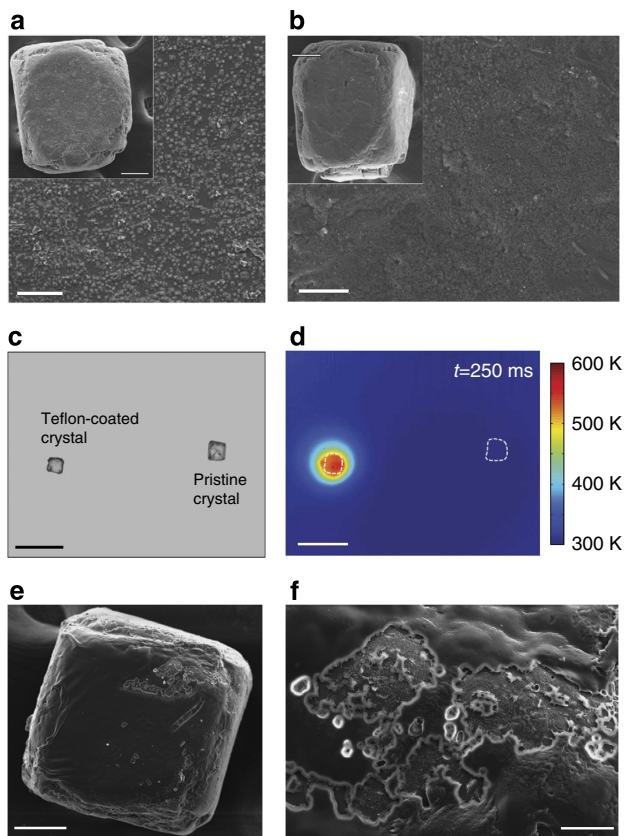 a
b
c
d
Teflon-coated
crystal
Pristine
crystal
t=250 ms
600 K
500 K
400 K
300 K
e
f